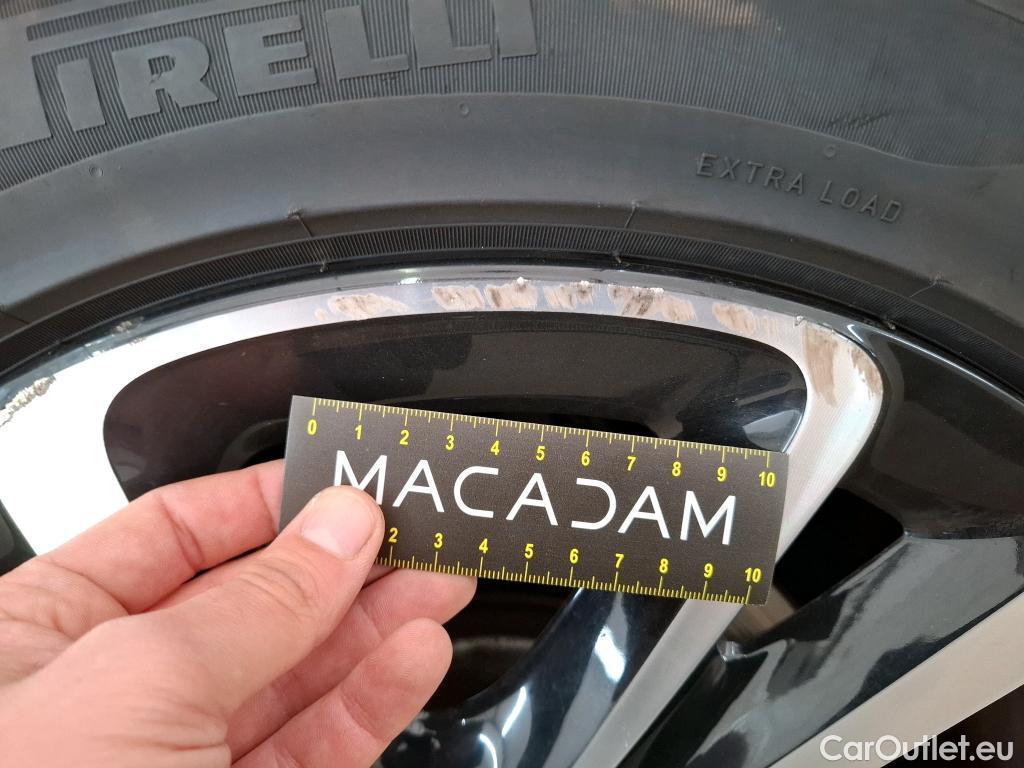 PIRELLI
EXTRA LOAD
0 1 2 3 4 5 6 7 8 9 10
MACADAM
2 3 4 5 6 7 8 9 10
CarOutlet.eu